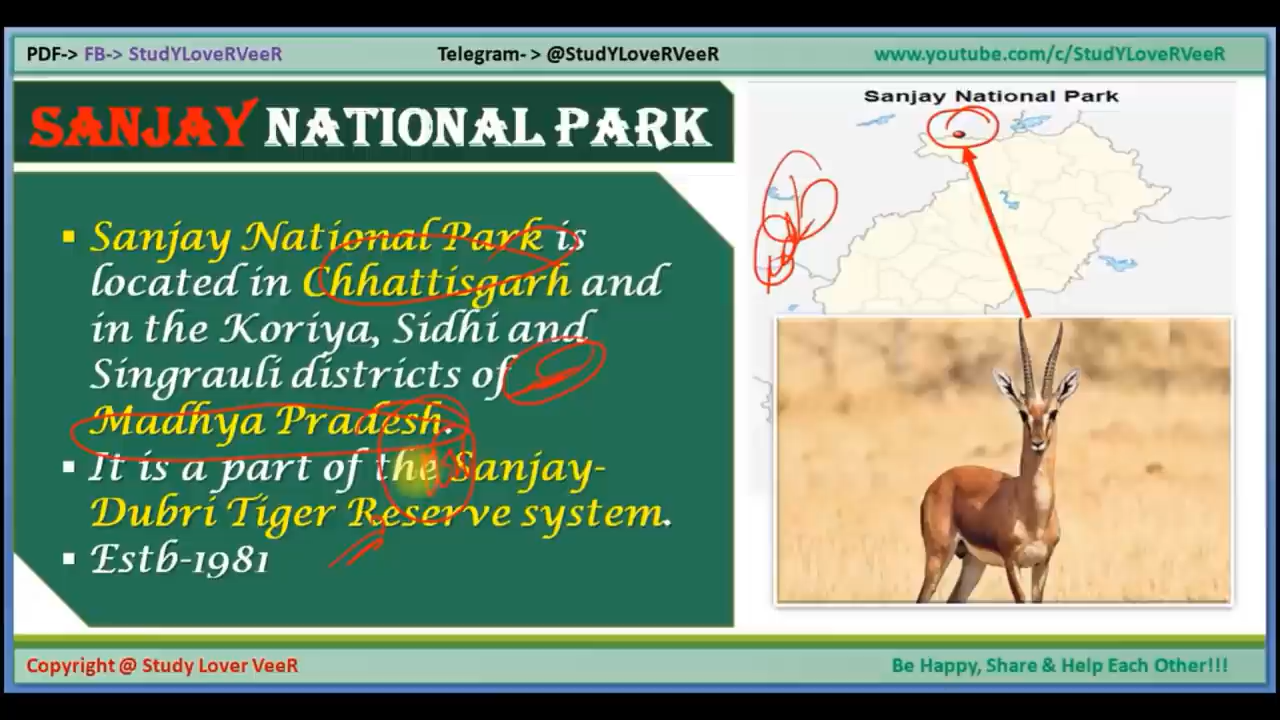 PDF-> FB-> StudYLoveRVeeR Telegram- > @StudYLoveRVeeR www.youtube.com/c/StudYLoveRVeeR
SANJAY NATIONAL PARK
Sanjay National Park
▪ Sanjay National Park is
located in Chhattisgarh and
in the Koriya, Sidhi and
Singrauli districts of
Madhya Pradesh.
▪ It is a part of the Sanjay-
Dubri Tiger Reserve system.
▪ Estb-1981
Copyright @ Study Lover VeeR Be Happy, Share & Help Each Other!!!